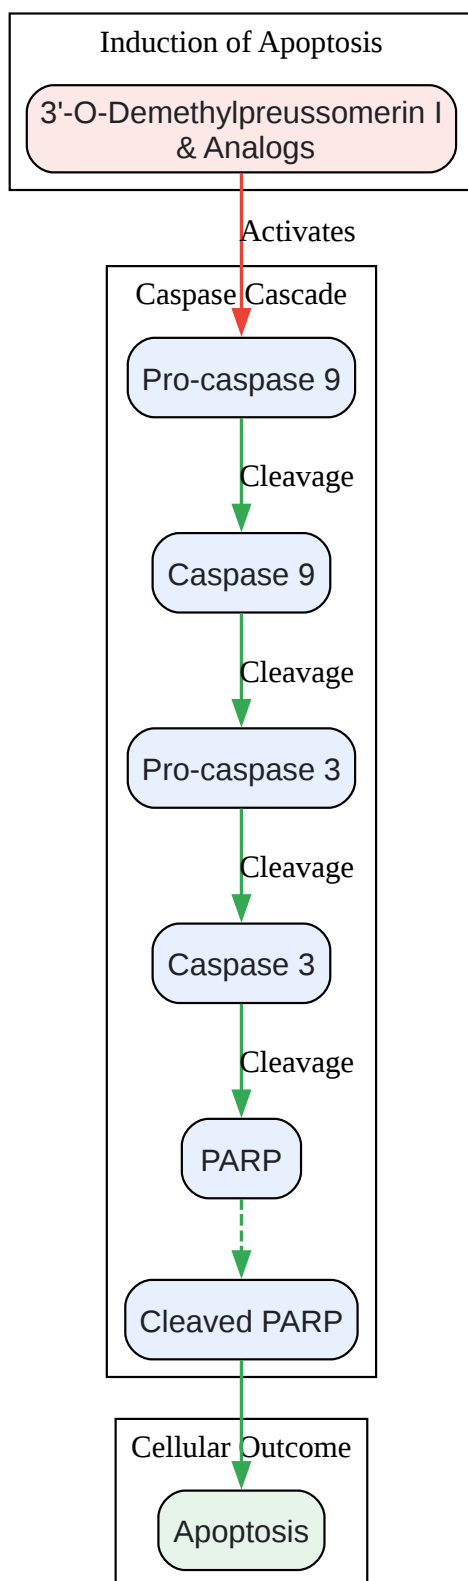 Induction of Apoptosis
3'-O-Demethylpreussomerin I
& Analogs
Activates
Caspase Cascade
Pro-caspase 9
Cleavage
Caspase 9
Cleavage
Pro-caspase 3
Cleavage
Caspase 3
Cleavage
PARP
Cleaved PARP
Cellular Outcome
Apoptosis